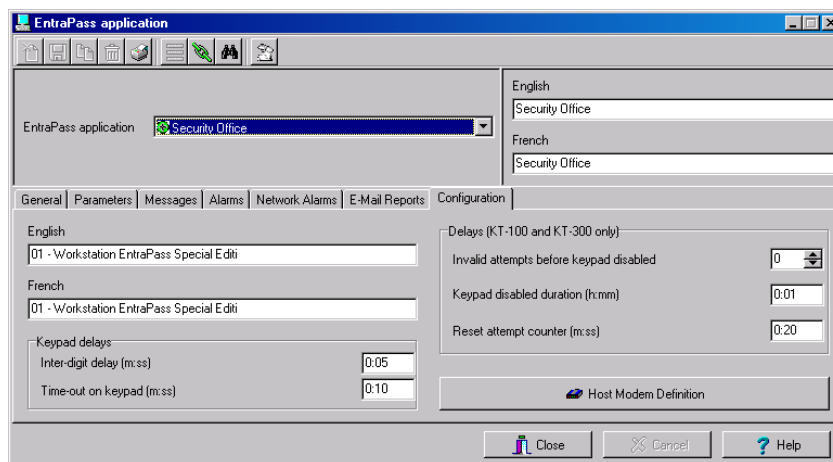 EntraPass application
EntraPass application
Security Office
English
Security Office
French
Security Office
General
Parameters
Messages
Alarms
Network Alarms
E-Mail Reports
Configuration
English
01 - Workstation EntraPass Special Editi
French
01 - Workstation EntraPass Special Editi
Keypad delays
Inter-digit delay (m:ss)
0:05
Time-out on keypad (m:ss)
0:10
Delays (KT-100 and KT-300 only)
Invalid attempts before keypad disabled
0
Keypad disabled duration (h:mm)
0:01
Reset attempt counter (m:ss)
0:20
Host Modem Definition
Close
Cancel
Help